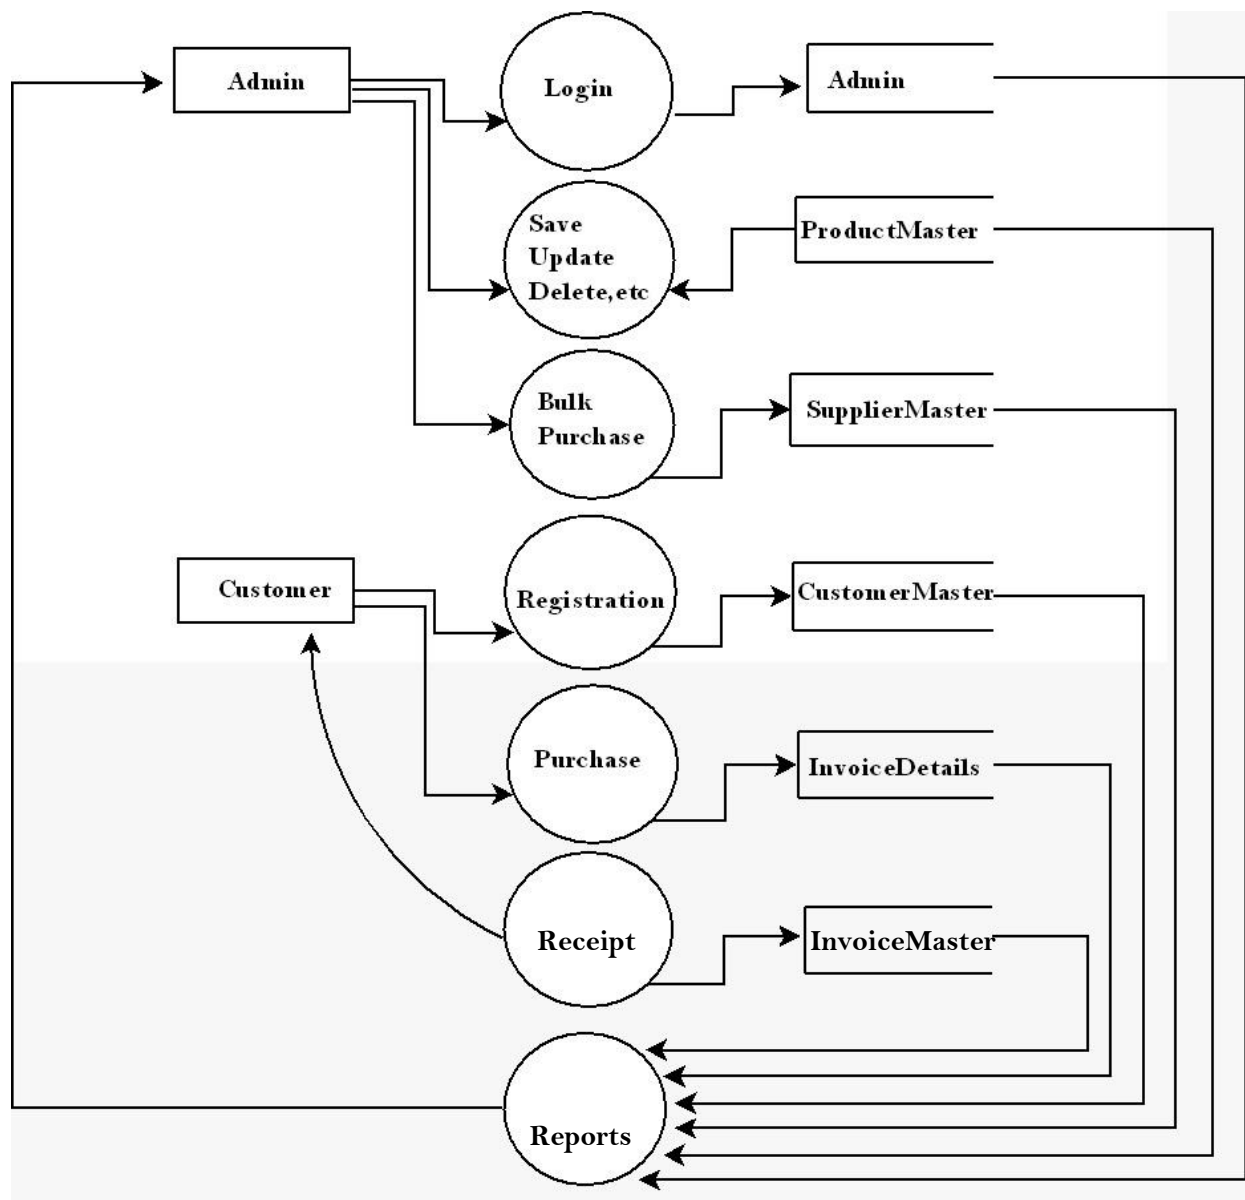 Admin
Login
Admin
Save
Update
Delete,etc
ProductMaster
Bulk
Purchase
SupplierMaster
Customer
Registration
CustomerMaster
Purchase
InvoiceDetails
Receipt
InvoiceMaster
Reports